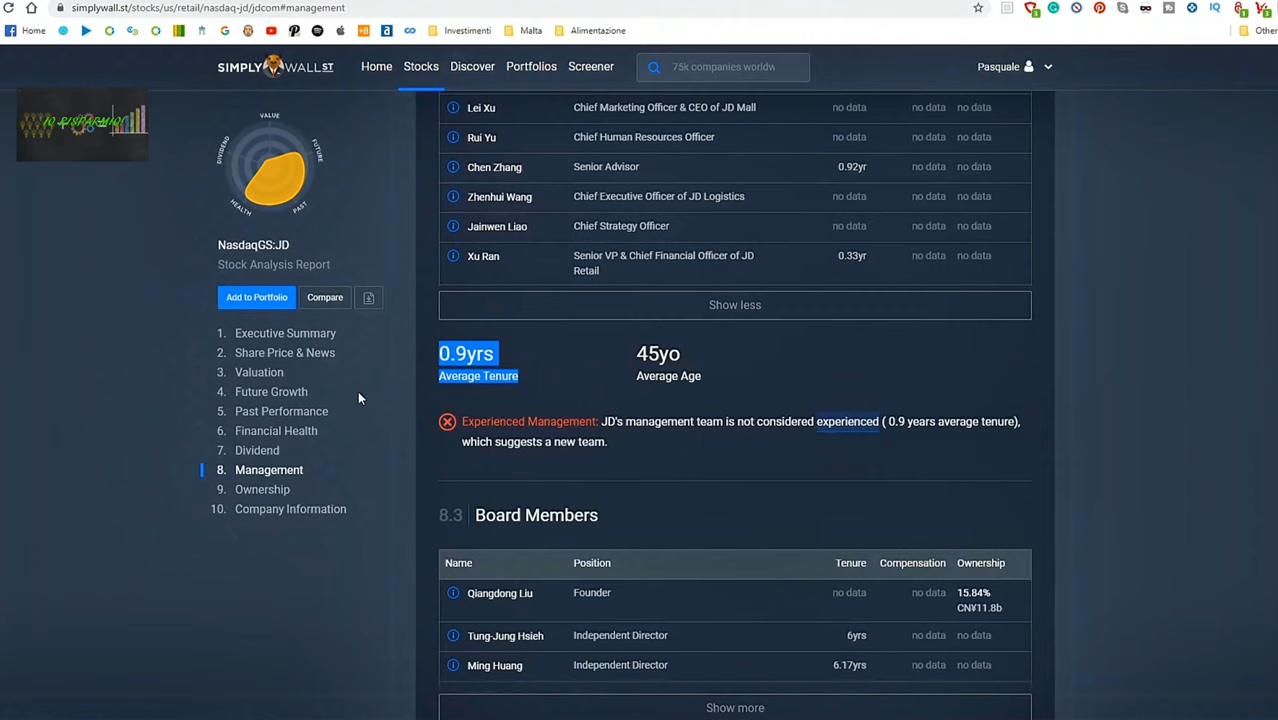 simplywall.st/stocks/us/retail/nasdaq-jd/jdcom#management
Home
Investimenti
Malta
Alimentazione
Other
SIMPLY WALL ST
Home
Stocks
Discover
Portfolios
Screener
75k companies worldw
Pasquale
IO RISPARMIO!
VALUE
FUTURE
PAST
HEALTH
DIVIDEND
NasdaqGS:JD
Stock Analysis Report
Add to Portfolio
Compare
1. Executive Summary
2. Share Price & News
3. Valuation
4. Future Growth
5. Past Performance
6. Financial Health
7. Dividend
8. Management
9. Ownership
10. Company Information
Lei Xu Chief Marketing Officer & CEO of JD Mall no data no data no data
Rui Yu Chief Human Resources Officer no data no data no data
Chen Zhang Senior Advisor 0.92yr no data no data
Zhenhui Wang Chief Executive Officer of JD Logistics no data no data no data
Jainwen Liao Chief Strategy Officer no data no data no data
Xu Ran Senior VP & Chief Financial Officer of JD 0.33yr no data no data
Retail
Show less
0.9yrs 45yo
Average Tenure Average Age
Experienced Management: JD's management team is not considered experienced ( 0.9 years average tenure),
which suggests a new team.
8.3 Board Members
Name Position Tenure Compensation Ownership
Qiangdong Liu Founder no data no data 15.84%
CN¥11.8b
Tung-Jung Hsieh Independent Director 6yrs no data no data
Ming Huang Independent Director 6.17yrs no data no data
Show more